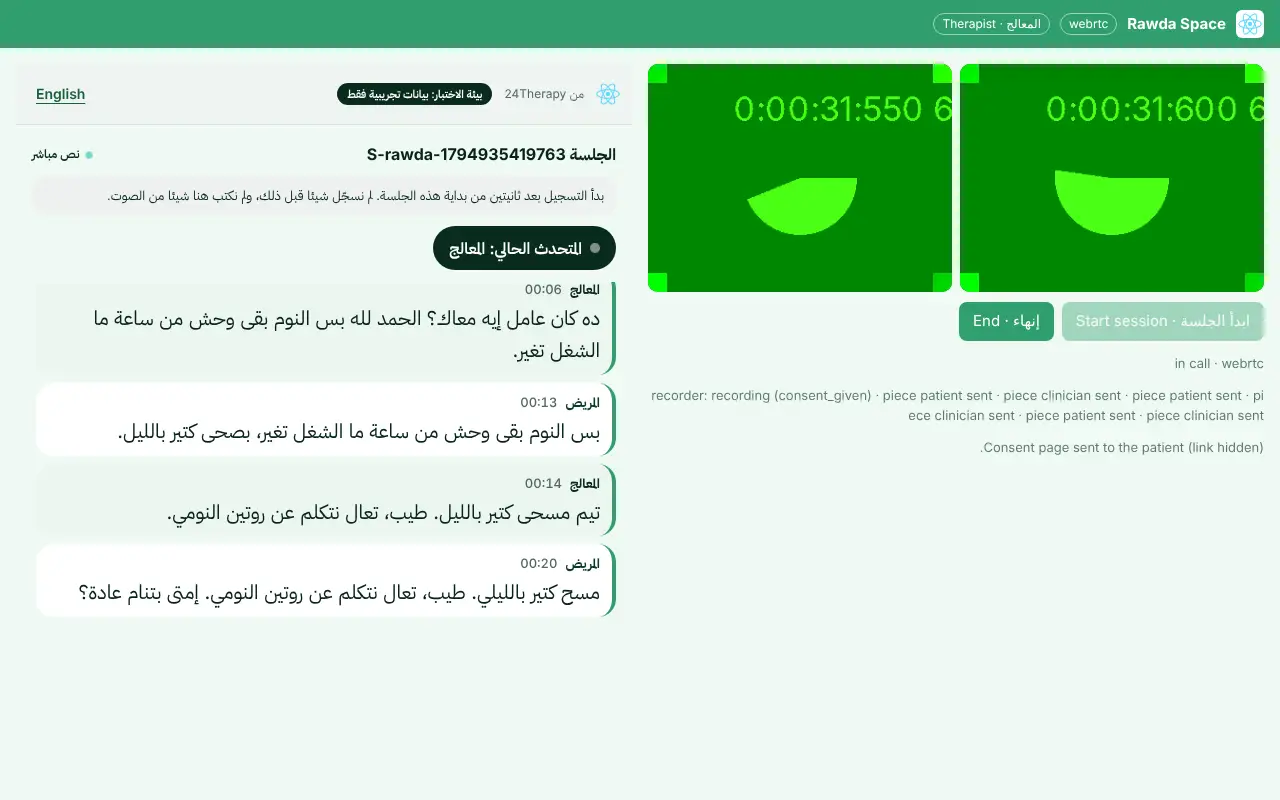 Rawda Space
webrtc
Therapist · المعالج
0:00:31:600 6
0:00:31:550 6
ابدأ الجلسة · Start session
إنهاء · End
in call · webrtc
recorder: recording (consent_given) · piece patient sent · piece clinician sent · piece patient sent · pi
ece clinician sent · piece patient sent · piece clinician sent
.Consent page sent to the patient (link hidden)
من 24Therapy
بيئة الاختبار: بيانات تجريبية فقط
English
الجلسة S-rawda-1794935419763
نص مباشر
بدأ التسجيل بعد ثانيتين من بداية هذه الجلسة. لم نسجّل شيئا قبل ذلك، ولم نكتب هنا شيئا من الصوت.
المتحدث الحالي: المعالج
المعالج 00:06
ده كان عامل إيه معاك؟ الحمد لله بس النوم بقى وحش من ساعة ما
الشغل تغير.
المريض 00:13
بس النوم بقى وحش من ساعة ما الشغل تغير، بصحى كتير بالليل.
المعالج 00:14
تيم مسحى كتير بالليل. طيب، تعال نتكلم عن روتين النومي.
المريض 00:20
مسح كتير بالليلي. طيب، تعال نتكلم عن روتين النومي. إمتى بتنام عادة؟